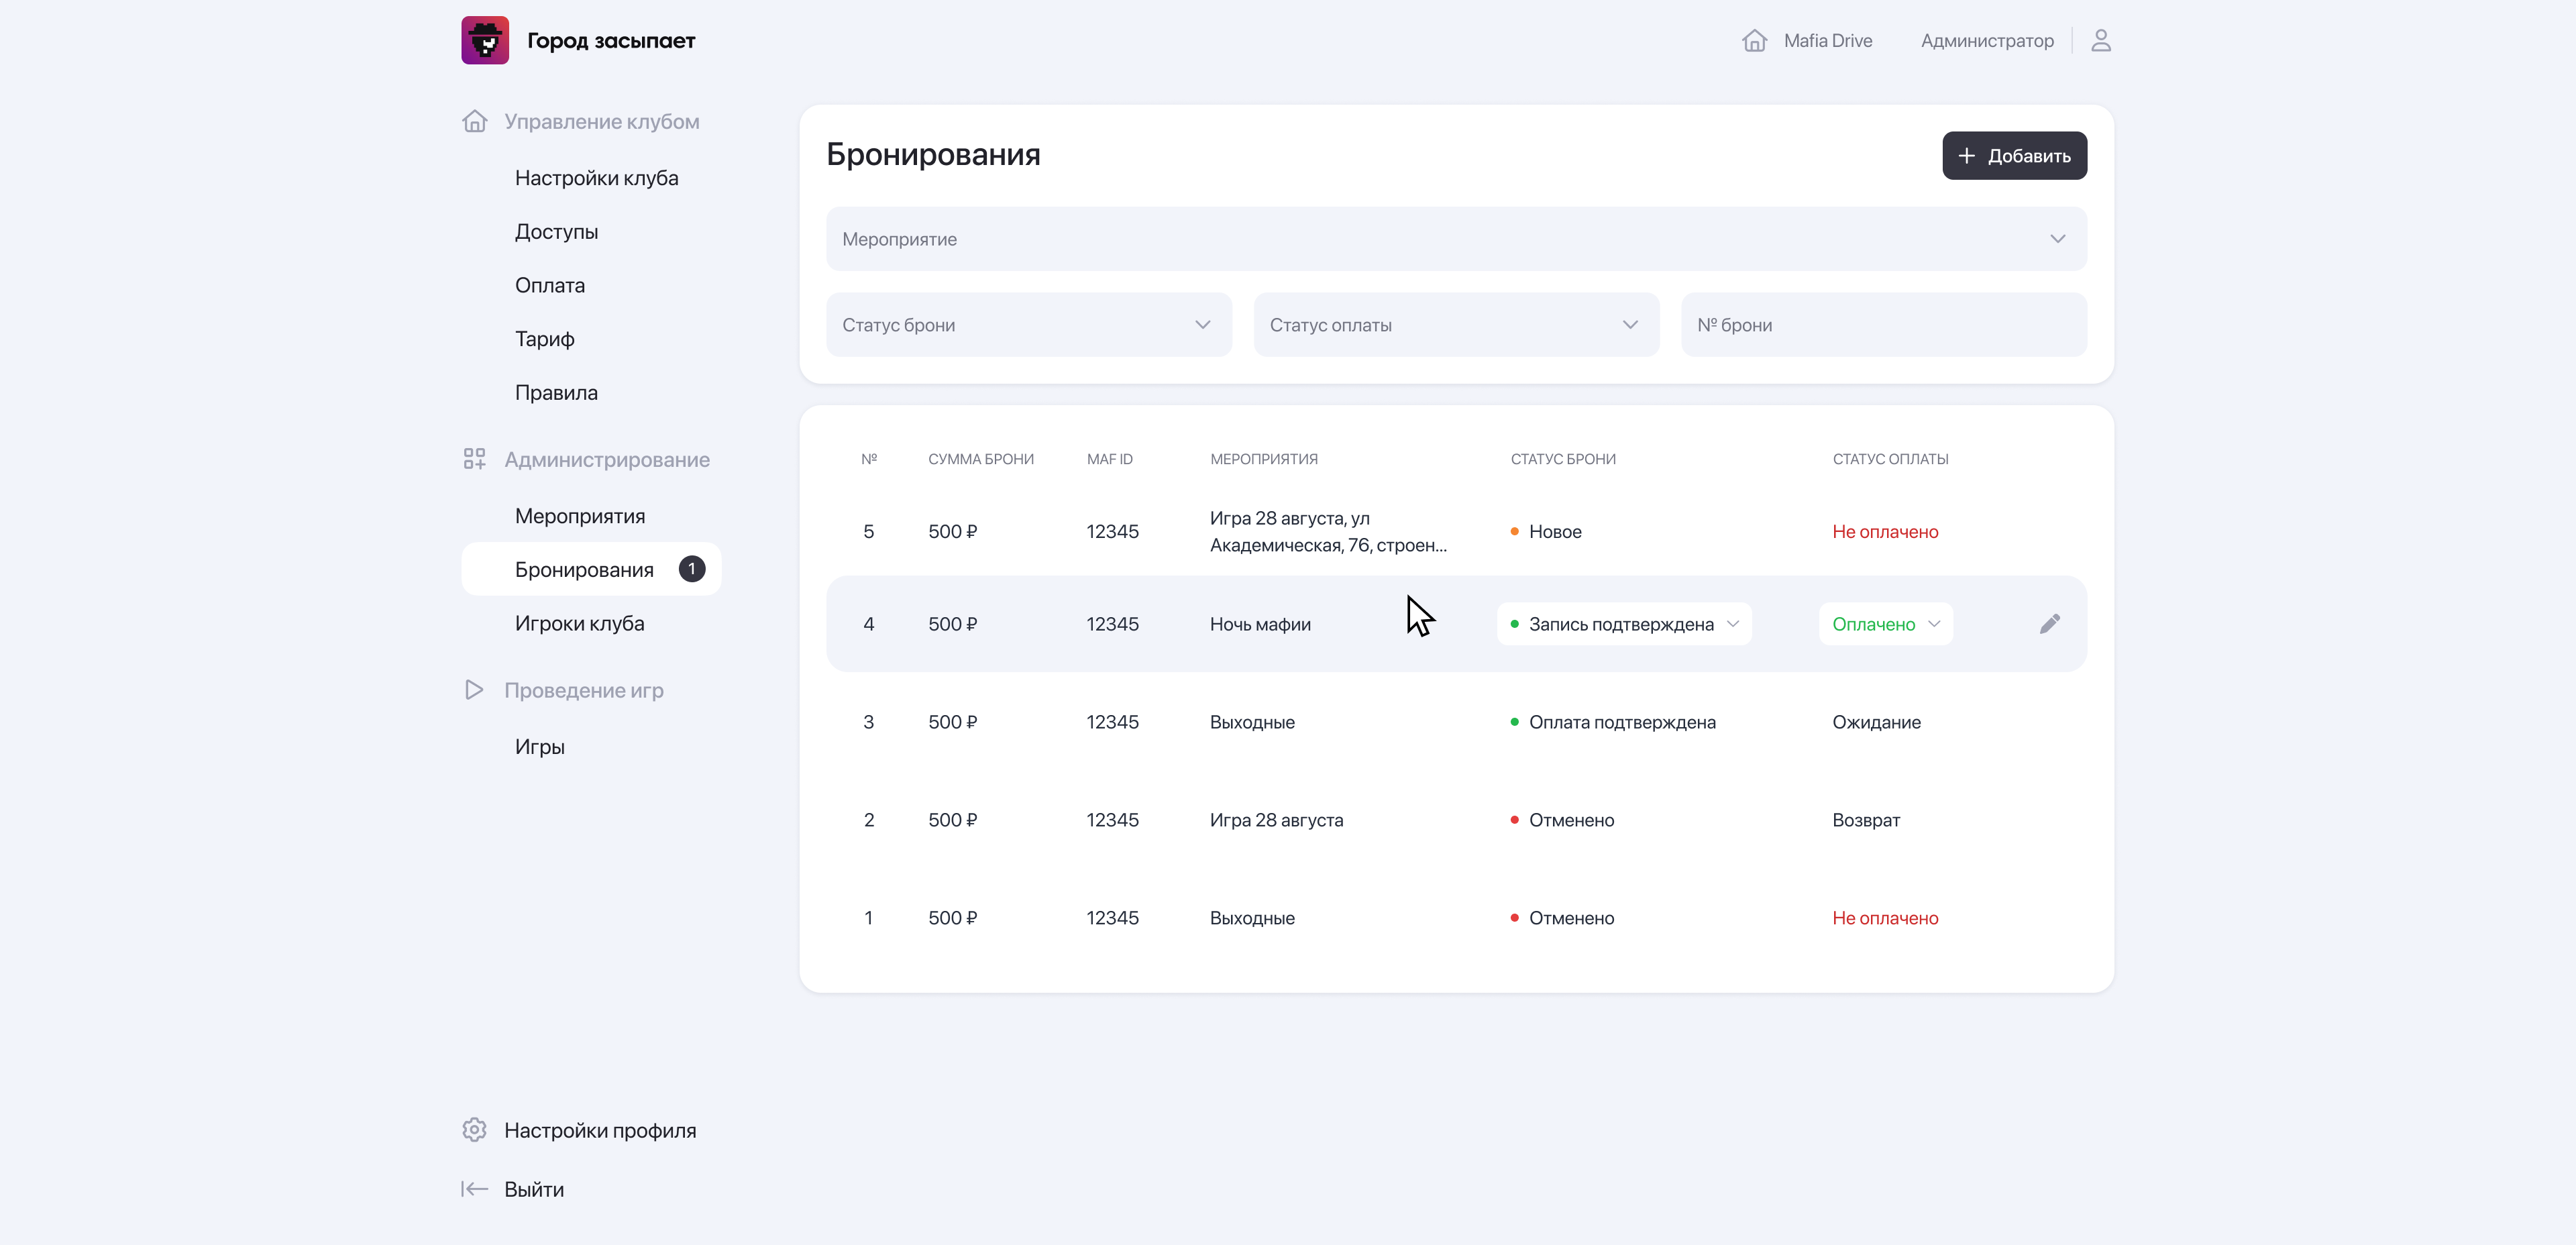 Город засыпает
Mafia Drive
Администратор
Управление клубом
Настройки клуба
Доступы
Оплата
Тариф
Правила
Администрирование
Мероприятия
Бронирования 1
Игроки клуба
Проведение игр
Игры
Настройки профиля
Выйти
Бронирования
Добавить
Мероприятие
Статус брони
Статус оплаты
№ брони
№ СУММА БРОНИ MAF ID МЕРОПРИЯТИЯ СТАТУС БРОНИ СТАТУС ОПЛАТЫ
5 500 ₽ 12345 Игра 28 августа, ул
Академическая, 76, строен... Новое Не оплачено
4 500 ₽ 12345 Ночь мафии Запись подтверждена Оплачено
3 500 ₽ 12345 Выходные Оплата подтверждена Ожидание
2 500 ₽ 12345 Игра 28 августа Отменено Возврат
1 500 ₽ 12345 Выходные Отменено Не оплачено